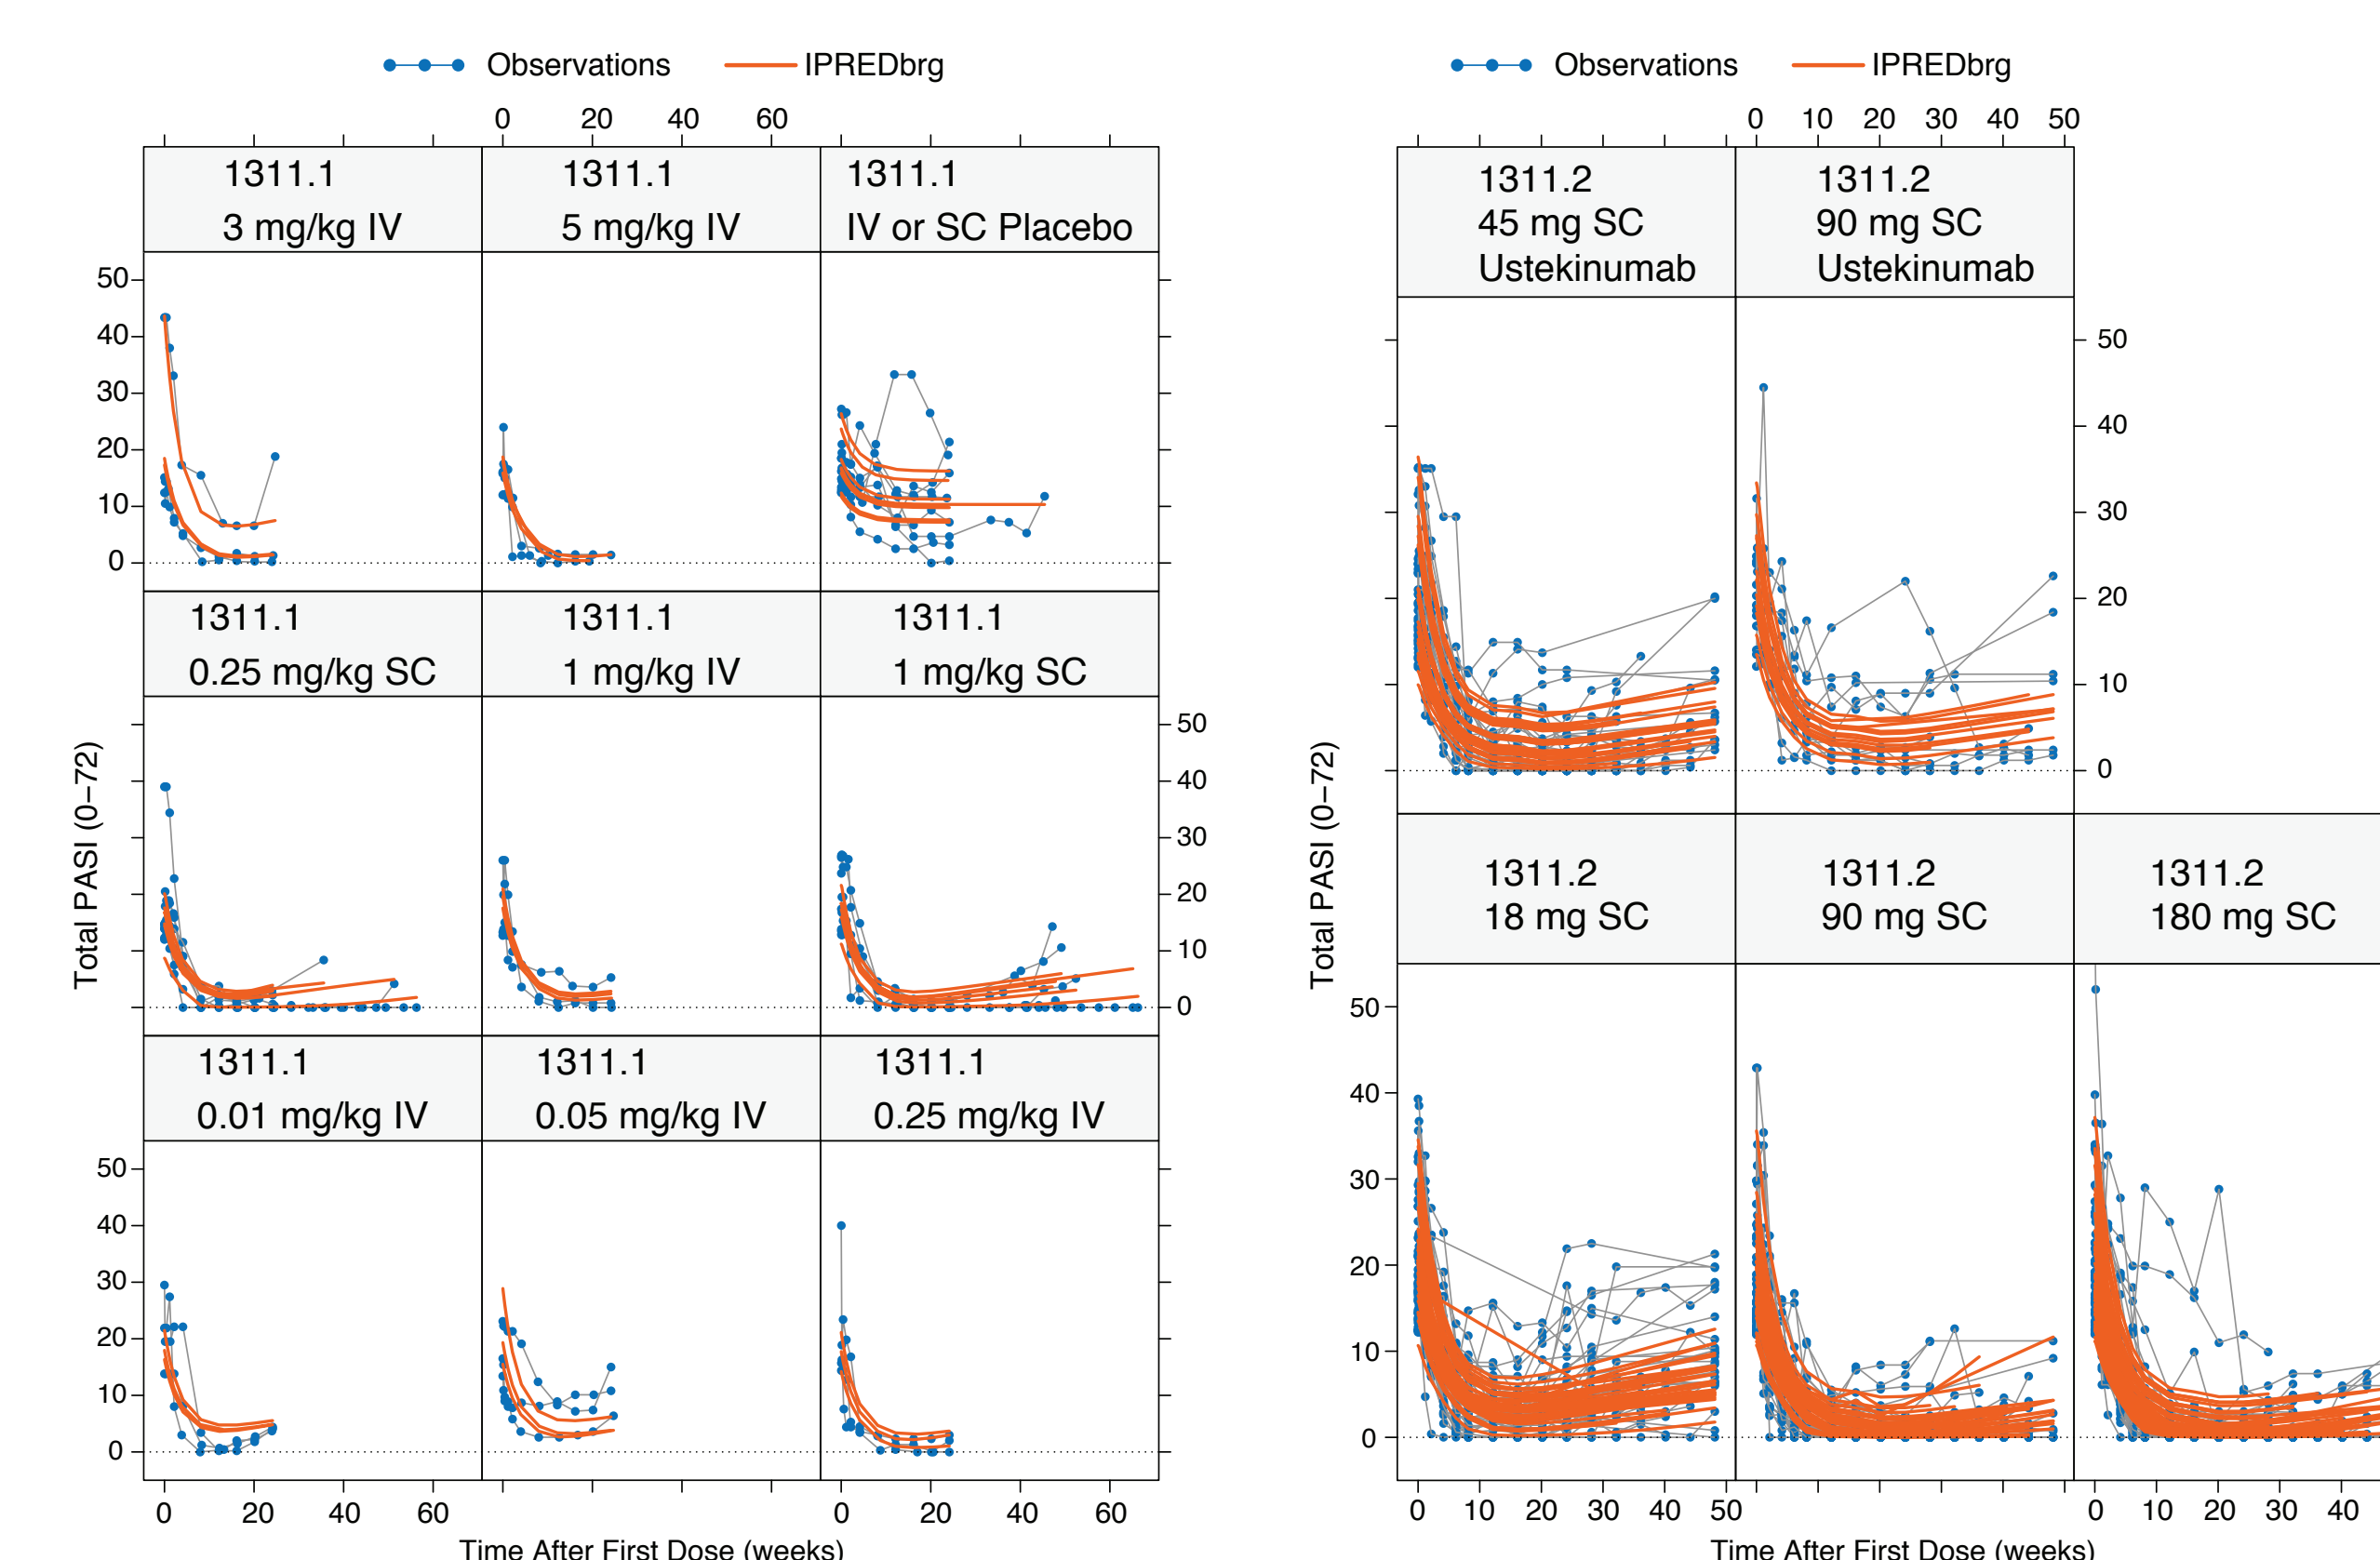 Observations IPREDbrg
0 20 40 60
1311.1
3 mg/kg IV
1311.1
5 mg/kg IV
1311.1
IV or SC Placebo
50
40
30
20
10
0
1311.1
0.25 mg/kg SC
1311.1
1 mg/kg IV
1311.1
1 mg/kg SC
50
40
30
20
10
0
Total PASI (0–72)
1311.1
0.01 mg/kg IV
1311.1
0.05 mg/kg IV
1311.1
0.25 mg/kg IV
50
40
30
20
10
0
0 20 40 60
0 20 40 60
Time After First Dose (weeks)
Observations IPREDbrg
0 10 20 30 40 50
1311.2
45 mg SC
Ustekinumab
1311.2
90 mg SC
Ustekinumab
50
40
30
20
10
0
Total PASI (0–72)
1311.2
18 mg SC
1311.2
90 mg SC
1311.2
180 mg SC
50
40
30
20
10
0
0 10 20 30 40 50
0 10 20 30 40
Time After First Dose (weeks)